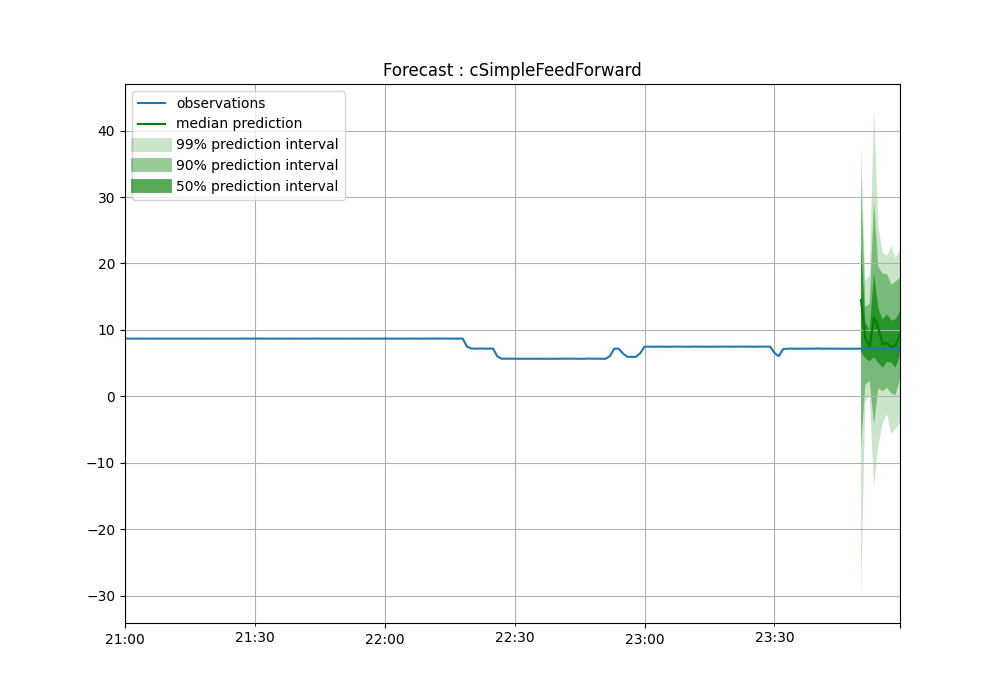 Forecast : cSimpleFeedForward
observations
median prediction
99% prediction interval
90% prediction interval
50% prediction interval
40
30
20
10
0
−10
−20
−30
21:00
21:30
22:00
22:30
23:00
23:30